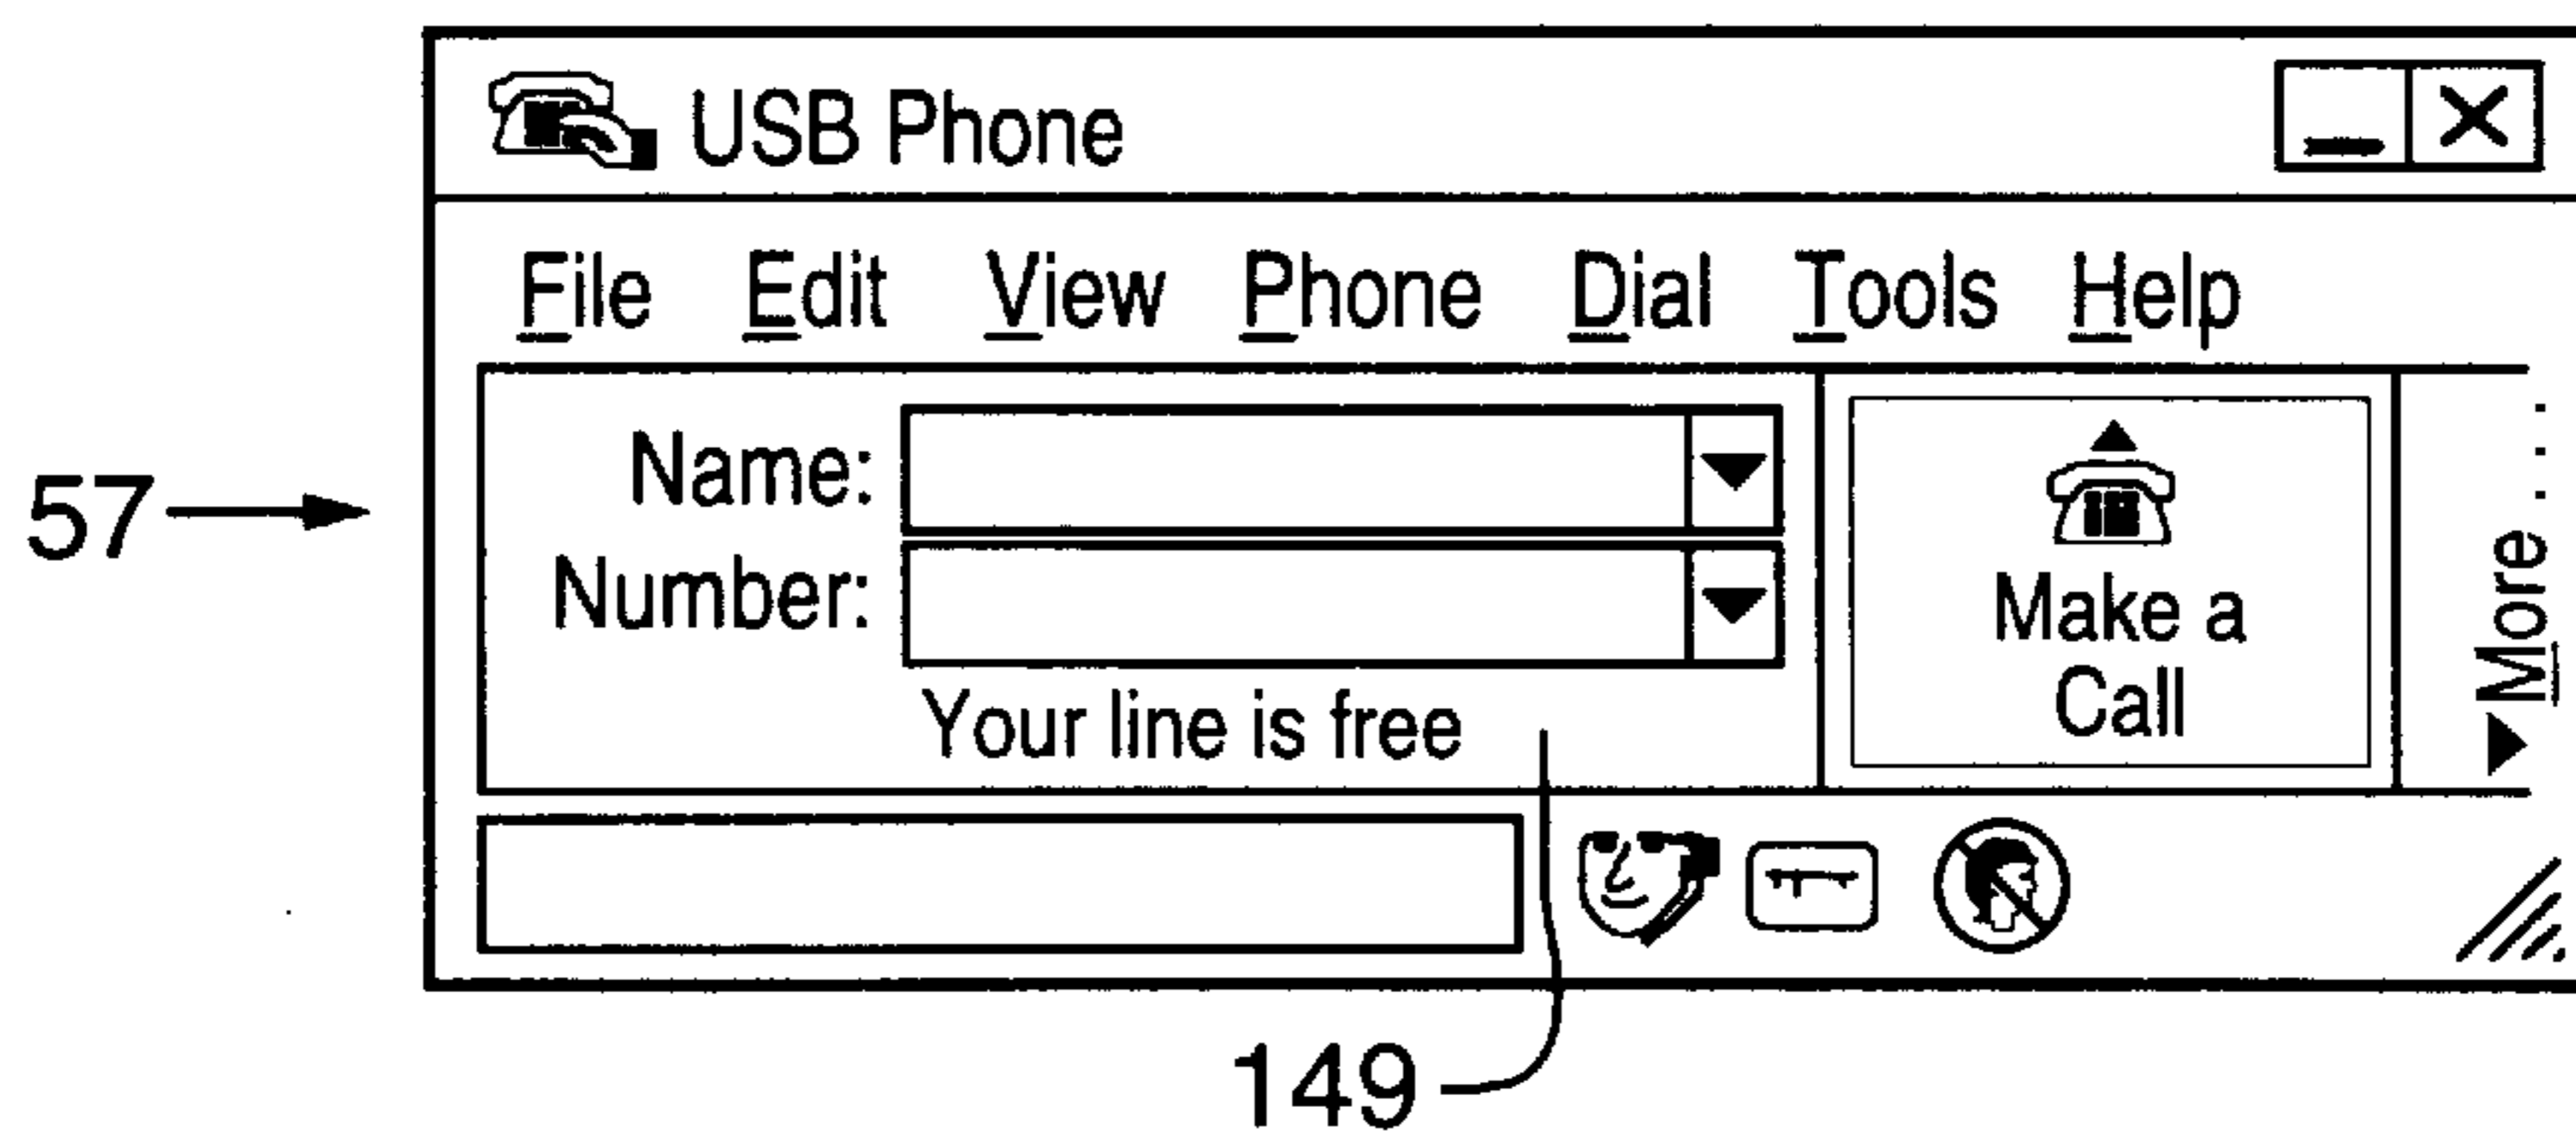 USB Phone
File Edit View Phone Dial Tools Help
Name:
Number:
Your line is free
Make a
Call
More . . .
57
149